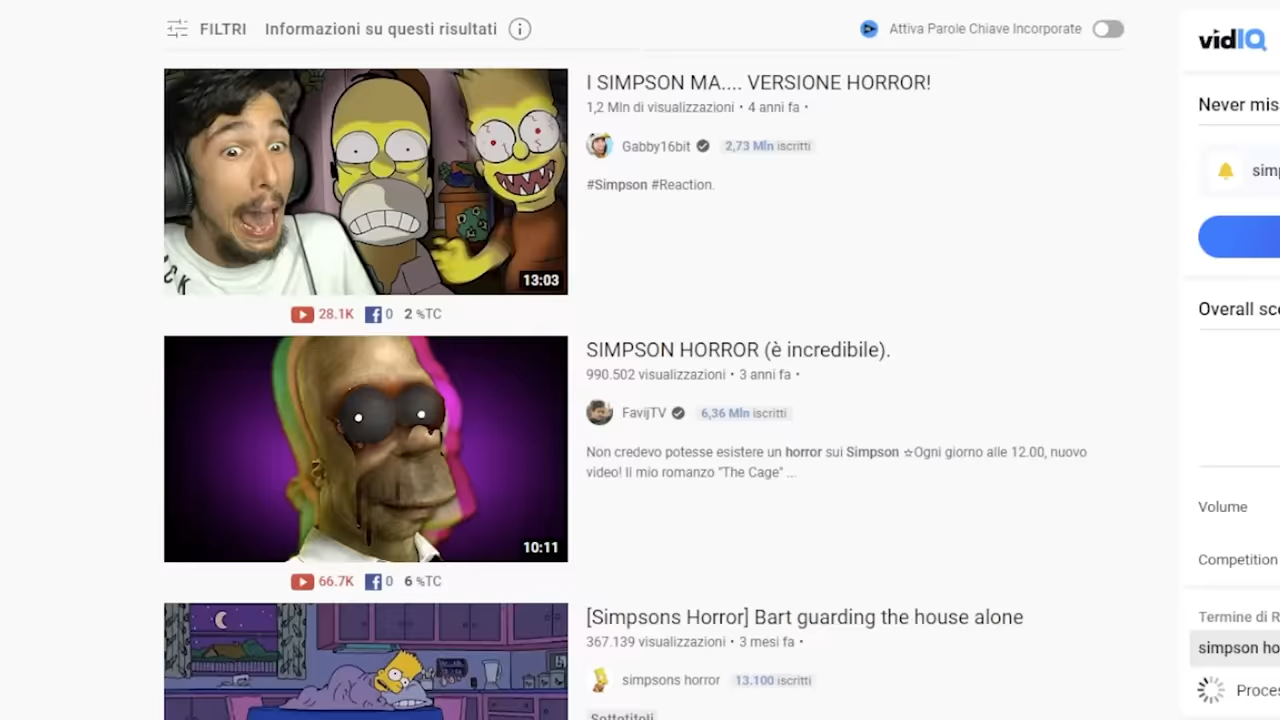 FILTRI Informazioni su questi risultati
Attiva Parole Chiave Incorporate
I SIMPSON MA.... VERSIONE HORROR!
1,2 Mln di visualizzazioni • 4 anni fa •
Gabby16bit 2,73 Mln iscritti
#Simpson #Reaction.
13:03
28.1K 0 2 %TC
SIMPSON HORROR (è incredibile).
990.502 visualizzazioni • 3 anni fa •
FavijTV 6,36 Mln iscritti
Non credevo potesse esistere un horror sui Simpson ☆Ogni giorno alle 12.00, nuovo
video! Il mio romanzo "The Cage" ...
10:11
66.7K 0 6 %TC
[Simpsons Horror] Bart guarding the house alone
367.139 visualizzazioni • 3 mesi fa •
simpsons horror 13.100 iscritti
Sottotitoli
vidIQ
Never mis
simp
Overall sco
Volume
Competition
Termine di R
simpson ho
Proces